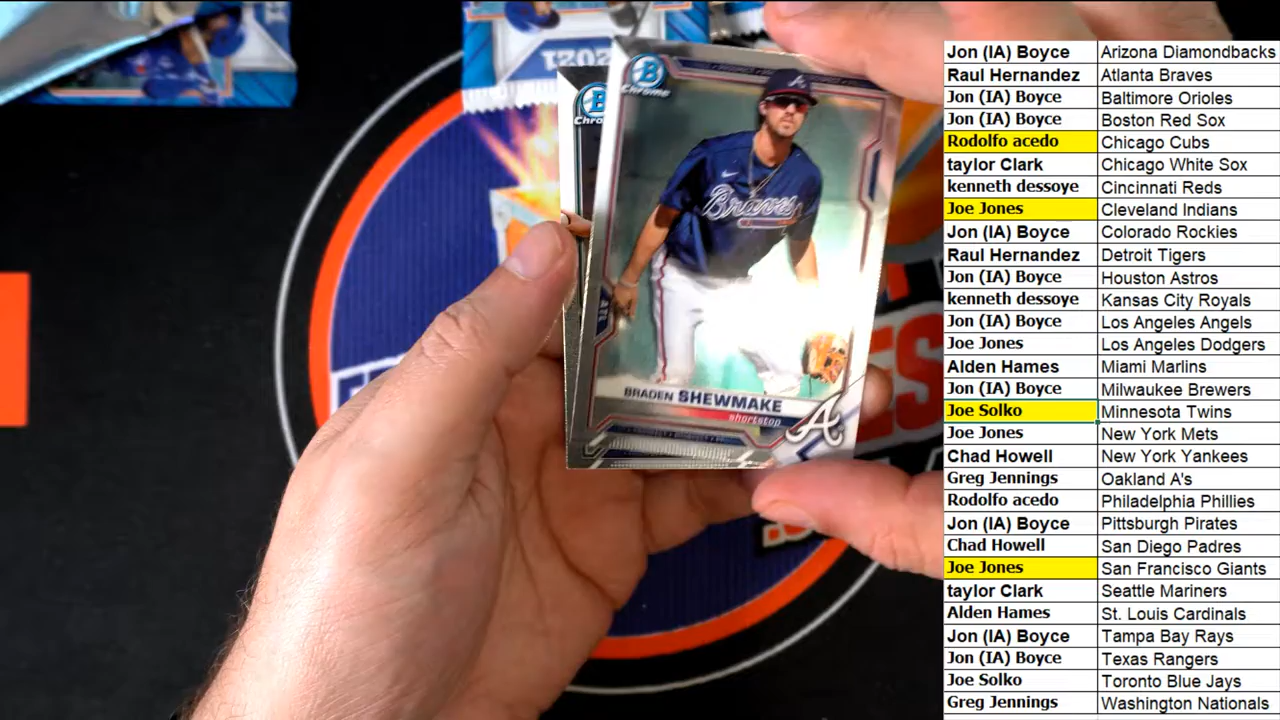 2021
B
Chrome
B
Chro
A
Braves
ATL
BRADEN SHEWMAKE
shortstop
A
Jon (IA) Boyce Arizona Diamondbacks
Raul Hernandez Atlanta Braves
Jon (IA) Boyce Baltimore Orioles
Jon (IA) Boyce Boston Red Sox
Rodolfo acedo Chicago Cubs
taylor Clark Chicago White Sox
kenneth dessoye Cincinnati Reds
Joe Jones Cleveland Indians
Jon (IA) Boyce Colorado Rockies
Raul Hernandez Detroit Tigers
Jon (IA) Boyce Houston Astros
kenneth dessoye Kansas City Royals
Jon (IA) Boyce Los Angeles Angels
Joe Jones Los Angeles Dodgers
Alden Hames Miami Marlins
Jon (IA) Boyce Milwaukee Brewers
Joe Solko Minnesota Twins
Joe Jones New York Mets
Chad Howell New York Yankees
Greg Jennings Oakland A's
Rodolfo acedo Philadelphia Phillies
Jon (IA) Boyce Pittsburgh Pirates
Chad Howell San Diego Padres
Joe Jones San Francisco Giants
taylor Clark Seattle Mariners
Alden Hames St. Louis Cardinals
Jon (IA) Boyce Tampa Bay Rays
Jon (IA) Boyce Texas Rangers
Joe Solko Toronto Blue Jays
Greg Jennings Washington Nationals